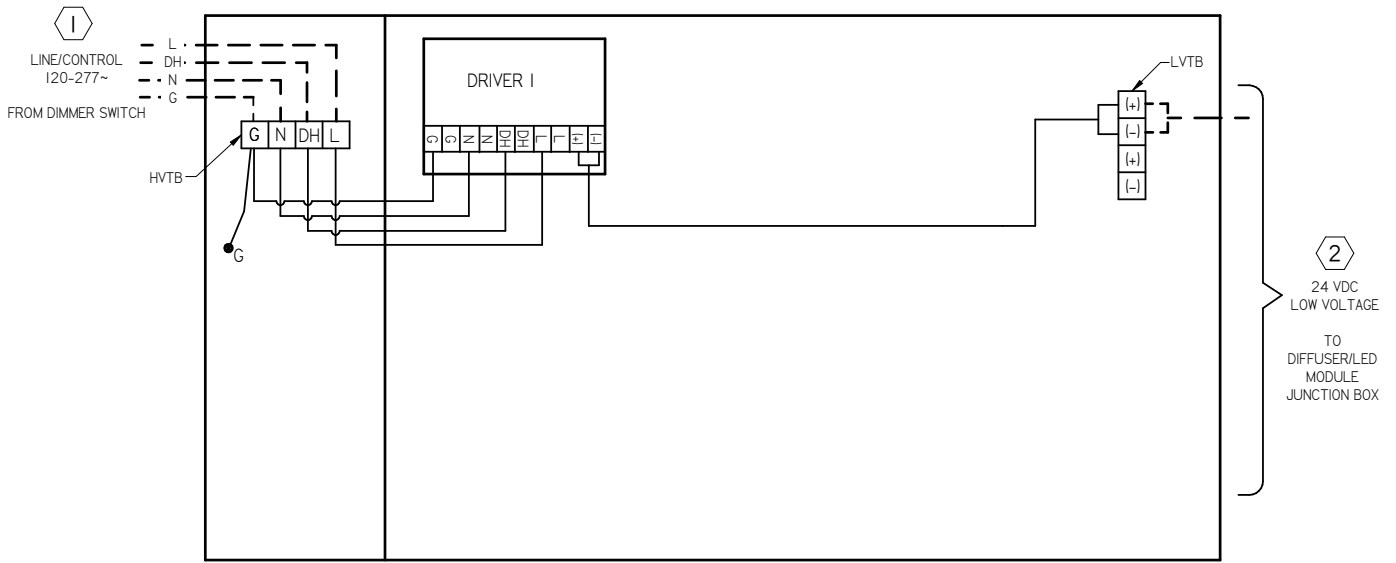 1
LINE/CONTROL
120-277~
FROM DIMMER SWITCH
L
DH
N
G
HVTB
G N DH L
G
DRIVER 1
G G N N DH DH L L (+) (-)
LVTB
(+)
(-)
(+)
(-)
2
24 VDC
LOW VOLTAGE
TO
DIFFUSER/LED
MODULE
JUNCTION BOX